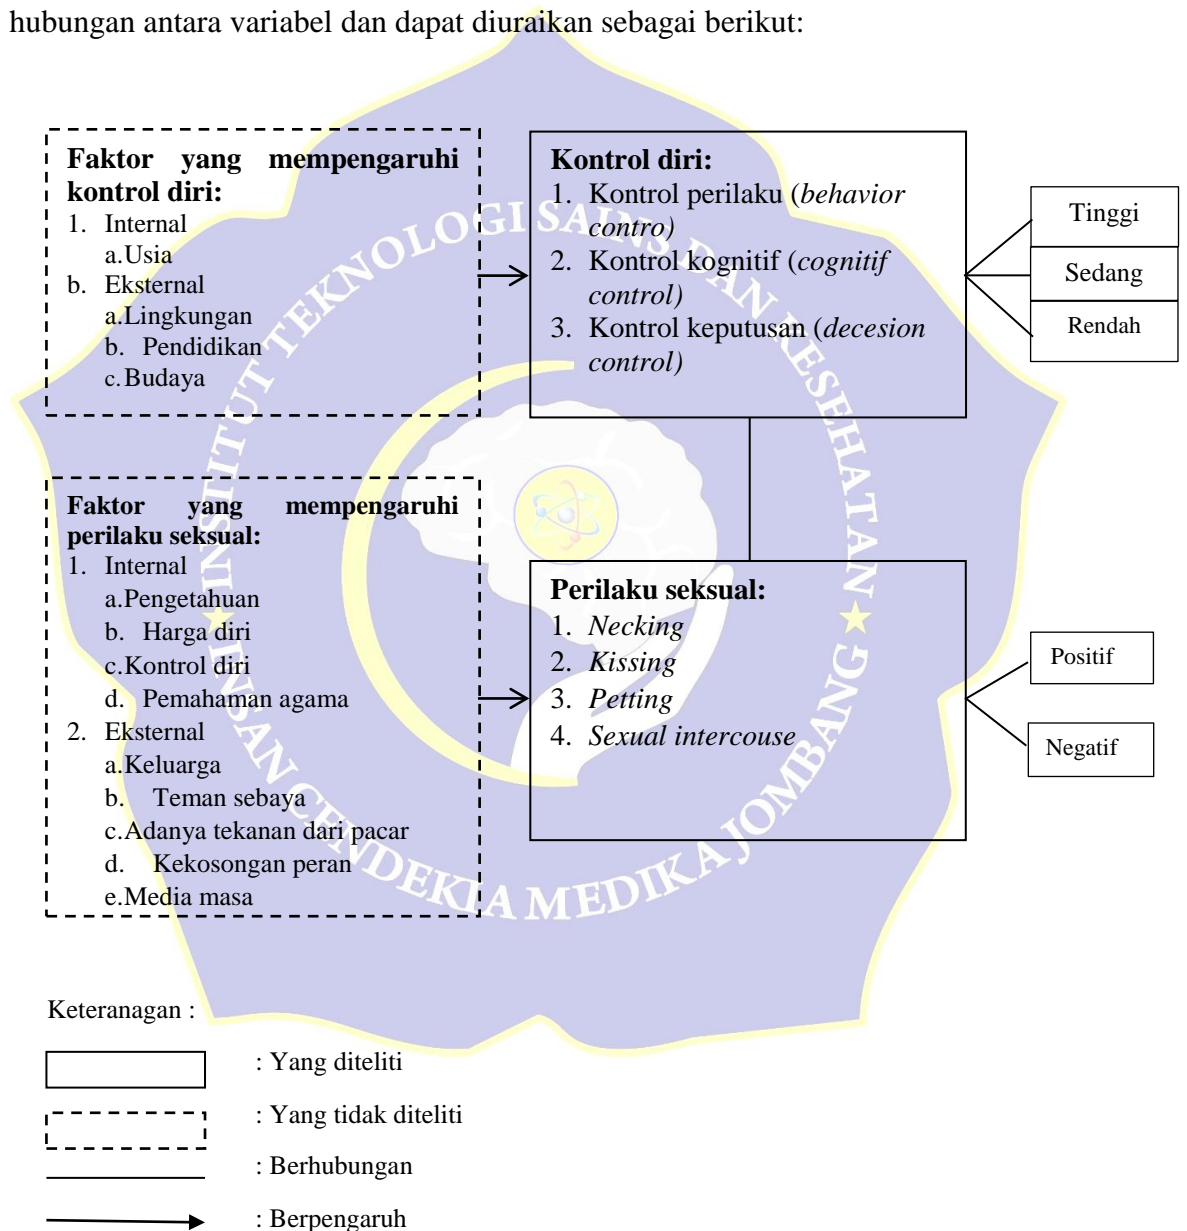 hubungan antara variabel dan dapat diuraikan sebagai berikut:
Faktor yang mempengaruhi
kontrol diri:
1. Internal
a.Usia
b. Eksternal
a.Lingkungan
b. Pendidikan
c.Budaya
Kontrol diri:
1. Kontrol perilaku (behavior
contro)
2. Kontrol kognitif (cognitif
control)
3. Kontrol keputusan (decesion
control)
Tinggi
Sedang
Rendah
Faktor yang mempengaruhi
perilaku seksual:
1. Internal
a.Pengetahuan
b. Harga diri
c.Kontrol diri
d. Pemahaman agama
2. Eksternal
a.Keluarga
b. Teman sebaya
c.Adanya tekanan dari pacar
d. Kekosongan peran
e.Media masa
Perilaku seksual:
1. Necking
2. Kissing
3. Petting
4. Sexual intercouse
Positif
Negatif
INSTITUT TEKNOLOGI SAINS DAN KESEHATAN
INSAN CENDEKIA MEDIKA JOMBANG
Keteranagan :
: Yang diteliti
: Yang tidak diteliti
: Berhubungan
: Berpengaruh